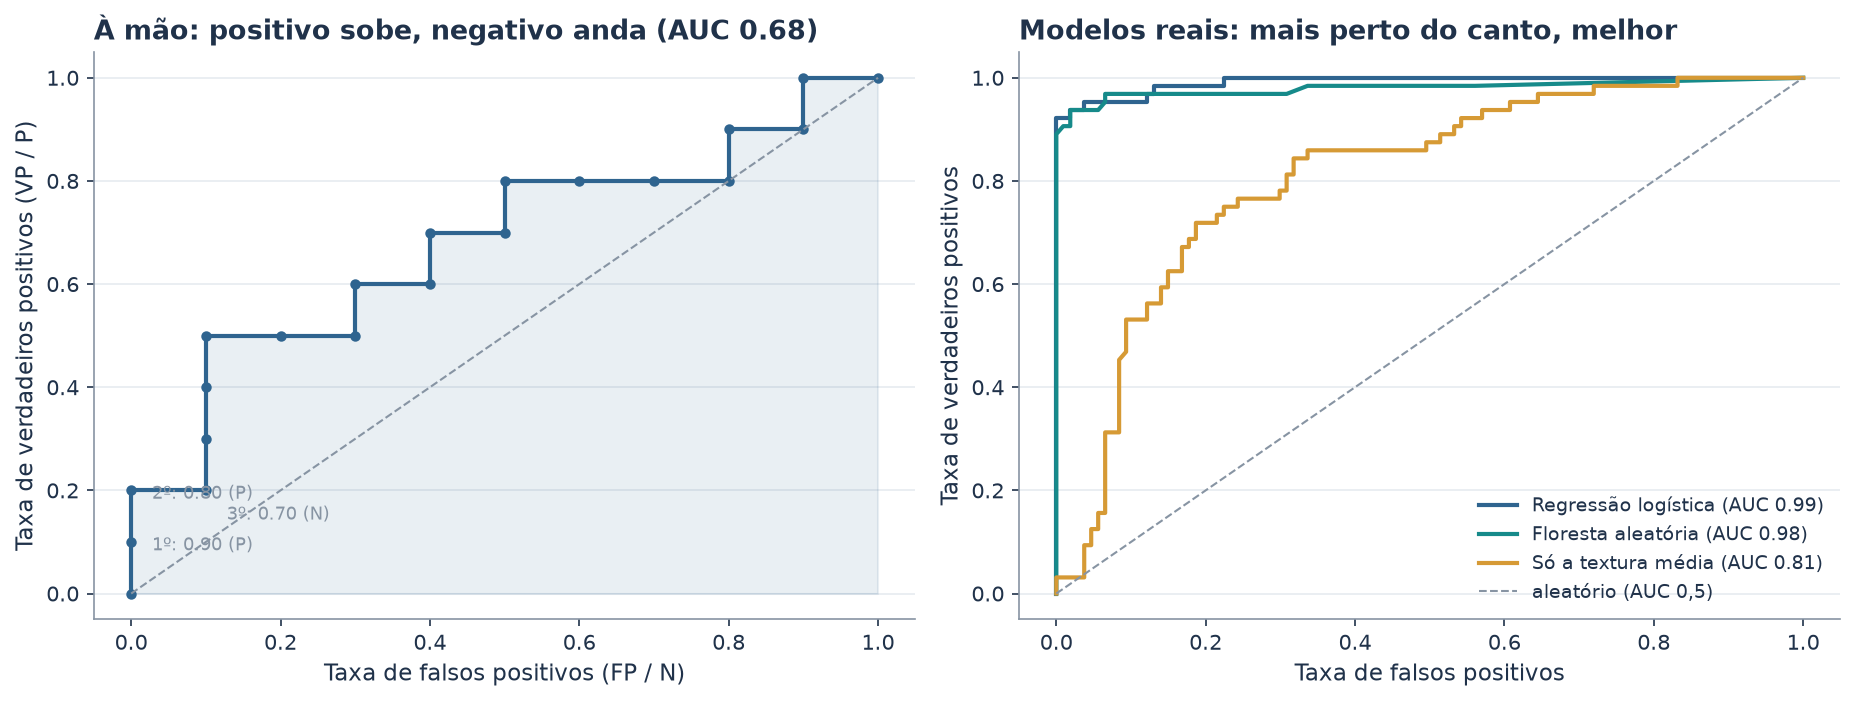 À mão: positivo sobe, negativo anda (AUC 0.68)
Taxa de verdadeiros positivos (VP / P)
1.0
0.8
0.6
0.4
0.2
0.0
2º: 0.80 (P)
3º: 0.70 (N)
1º: 0.90 (P)
0.0 0.2 0.4 0.6 0.8 1.0
Taxa de falsos positivos (FP / N)
Modelos reais: mais perto do canto, melhor
Taxa de verdadeiros positivos
1.0
0.8
0.6
0.4
0.2
0.0
Regressão logística (AUC 0.99)
Floresta aleatória (AUC 0.98)
Só a textura média (AUC 0.81)
aleatório (AUC 0,5)
0.0 0.2 0.4 0.6 0.8 1.0
Taxa de falsos positivos